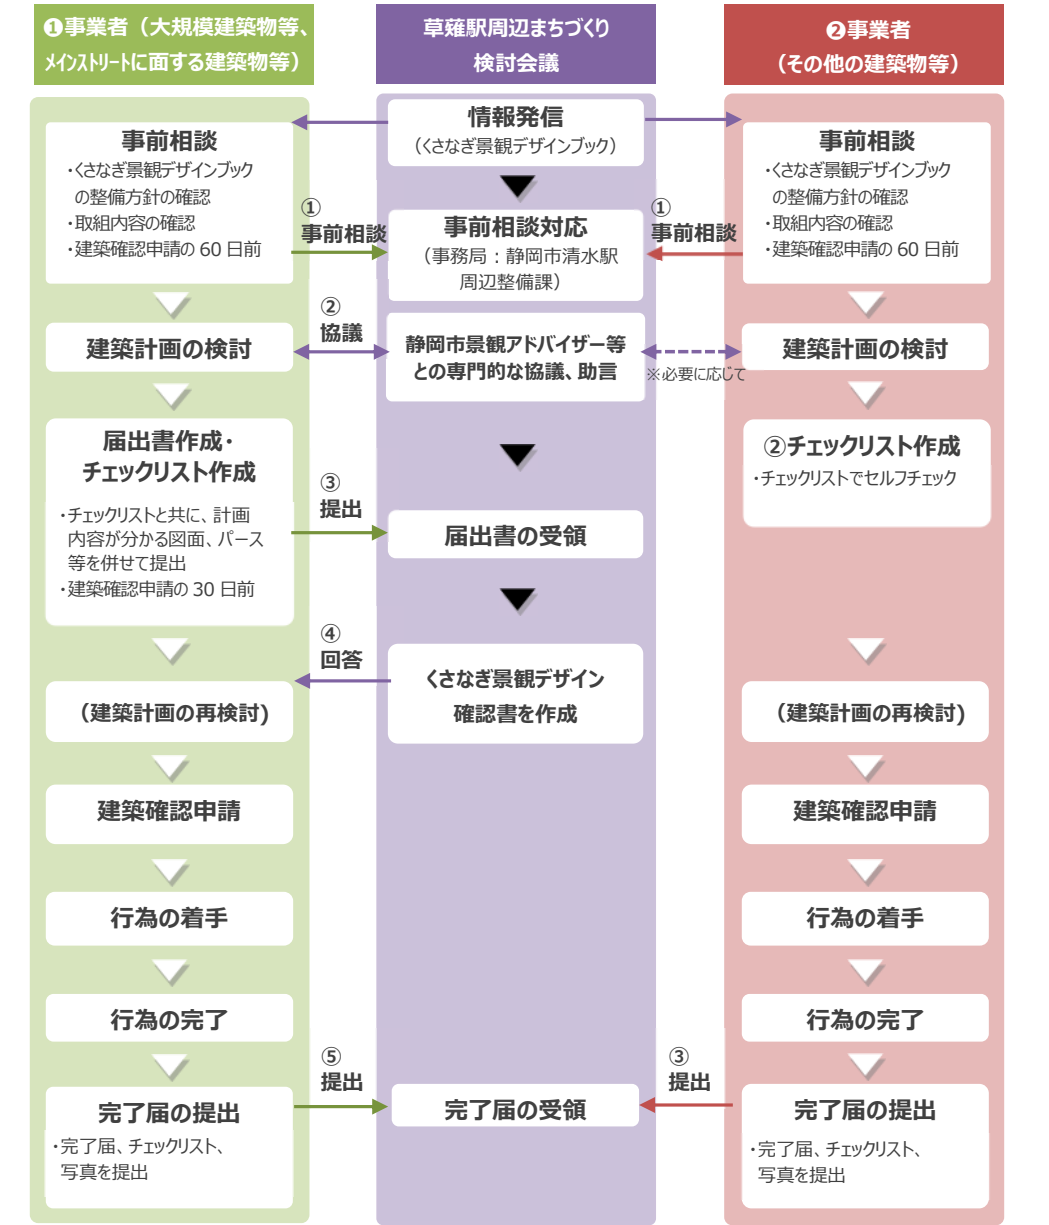 ❶事業者（大規模建築物等、
メインストリートに面する建築物等）
事前相談
・くさなぎ景観デザインブック
の整備方針の確認
・取組内容の確認
・建築確認申請の 60 日前
建築計画の検討
届出書作成・
チェックリスト作成
・チェックリストと共に、計画
内容が分かる図面、パース
等を併せて提出
・建築確認申請の 30 日前
（建築計画の再検討)
建築確認申請
行為の着手
行為の完了
完了届の提出
・完了届、チェックリスト、
写真を提出
①
事前相談
②
協議
③
提出
④
回答
⑤
提出
草薙駅周辺まちづくり
検討会議
情報発信
（くさなぎ景観デザインブック）
事前相談対応
（事務局：静岡市清水駅
周辺整備課）
静岡市景観アドバイザー等
との専門的な協議、助言
届出書の受領
くさなぎ景観デザイン
確認書を作成
完了届の受領
①
事前相談
※必要に応じて
③
提出
❷事業者
（その他の建築物等）
事前相談
・くさなぎ景観デザインブック
の整備方針の確認
・取組内容の確認
・建築確認申請の 60 日前
建築計画の検討
②チェックリスト作成
・チェックリストでセルフチェック
（建築計画の再検討)
建築確認申請
行為の着手
行為の完了
完了届の提出
・完了届、チェックリスト、
写真を提出